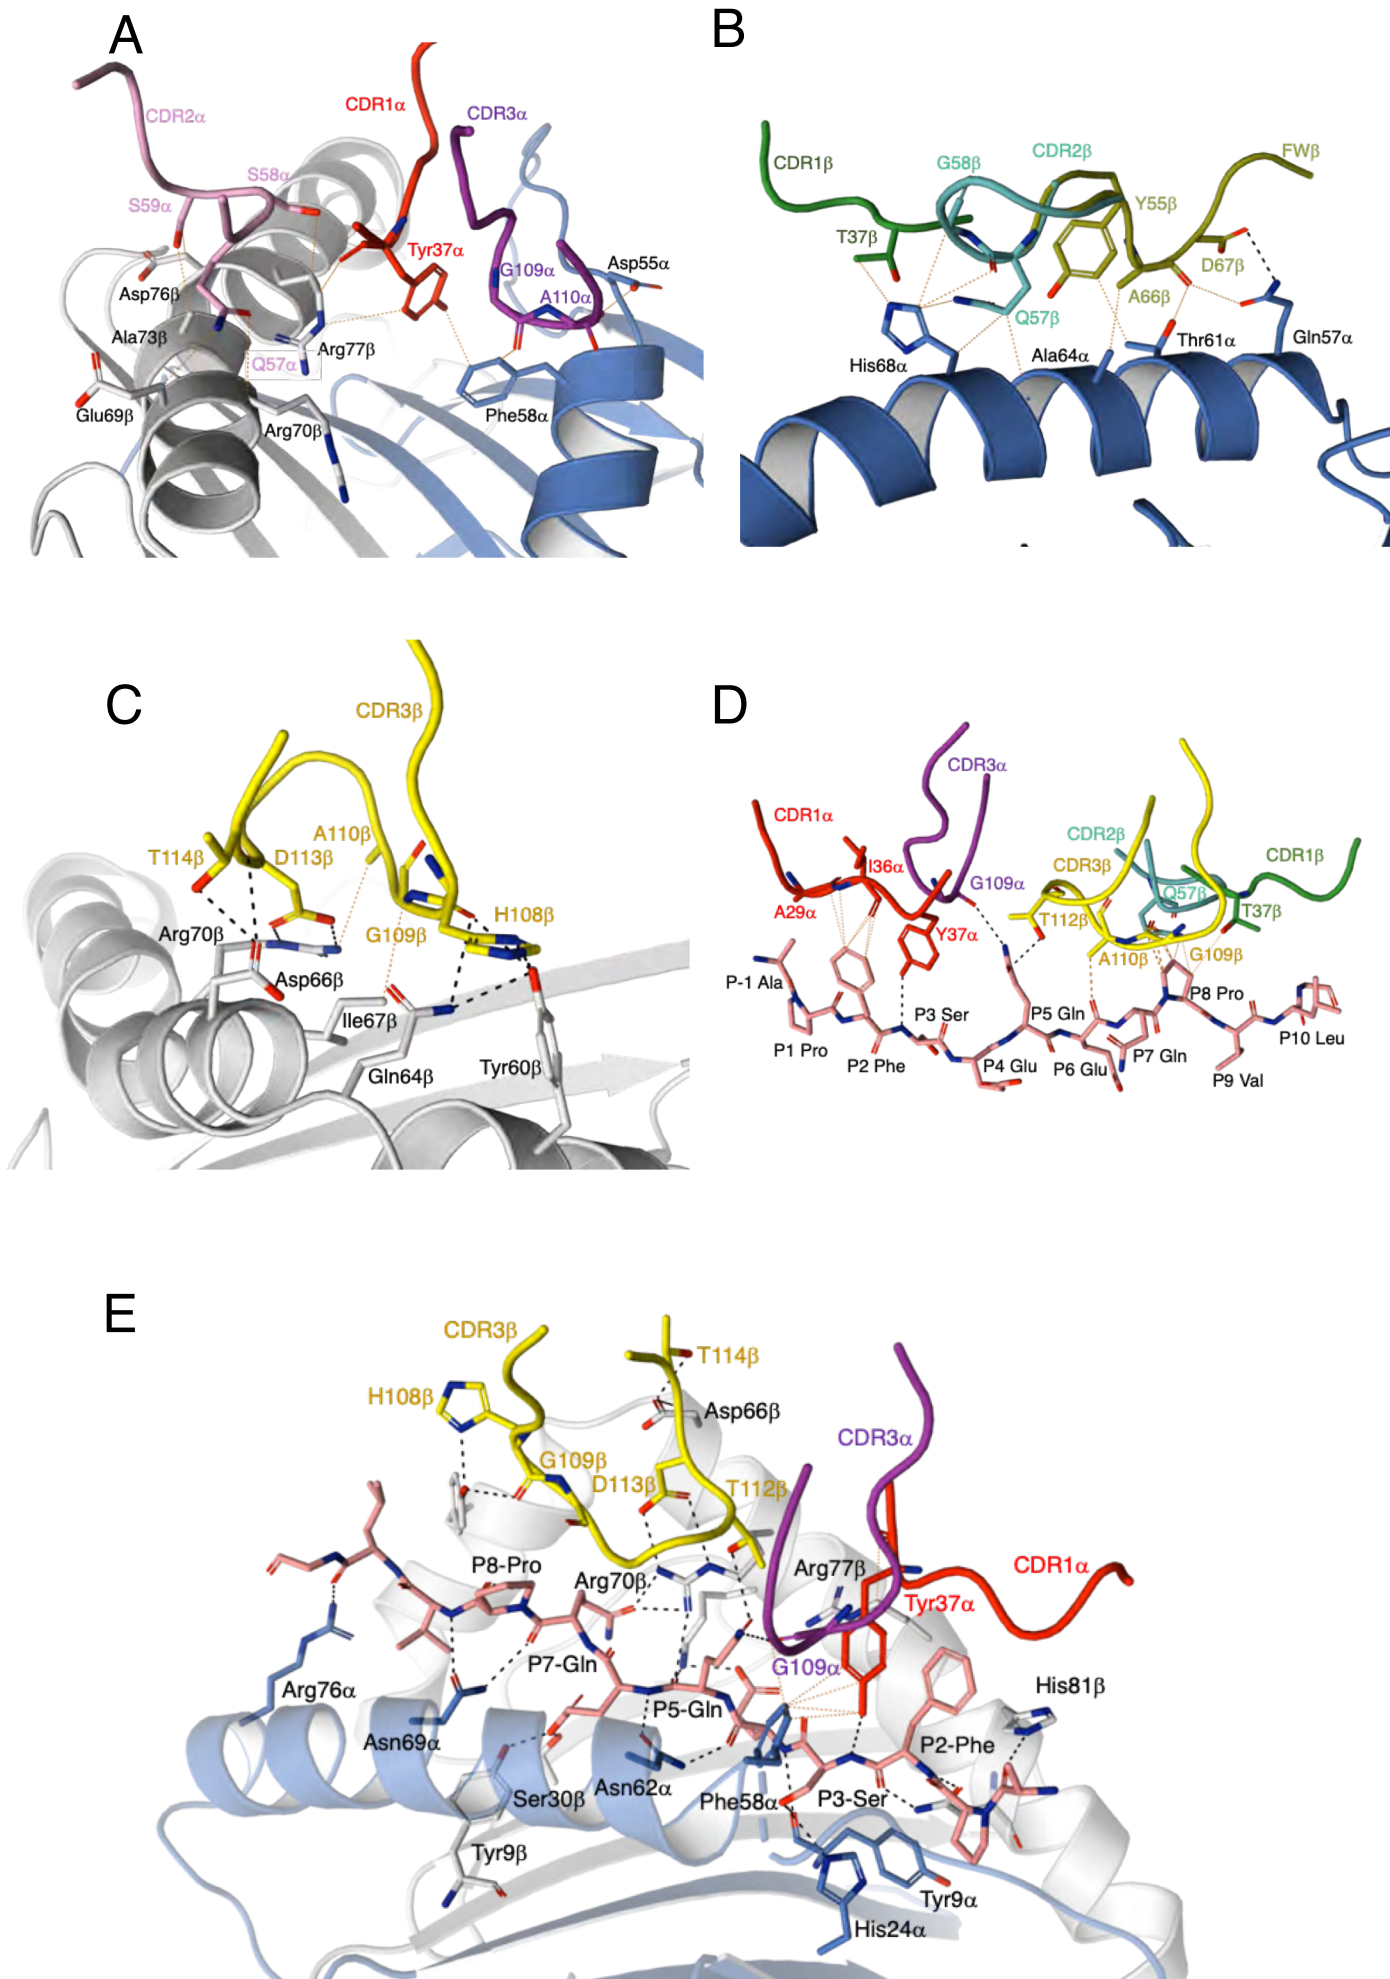 A
CDR2α
CDR1α
CDR3α
S58α
S59α
Tyr37α
G109α
Asp55α
A110α
Asp76β
Ala73β
Q57α
Arg77β
Glu69β
Arg70β
Phe58α
B
CDR1β
G58β
CDR2β
FWβ
Y55β
T37β
D67β
A66β
Q57β
His68α
Ala64α
Thr61α
Gln57α
C
CDR3β
A110β
T114β
D113β
H108β
G109β
Arg70β
Asp66β
Ile67β
Gln64β
Tyr60β
D
CDR3α
CDR1α
CDR2β
CDR1β
I36α
CDR3β
G109α
Q57β
A29α
T112β
T37β
Y37α
A110β
G109β
P-1 Ala
P8 Pro
P3 Ser
P5 Gln
P1 Pro
P10 Leu
P2 Phe
P4 Glu
P6 Glu
P7 Gln
P9 Val
E
CDR3β
T114β
H108β
Asp66β
CDR3α
G109β
D113β
T112β
P8-Pro
Arg70β
Arg77β
CDR1α
Tyr37α
P7-Gln
G109α
Arg76α
His81β
P5-Gln
Asn69α
P2-Phe
Asn62α
Ser30β
Phe58α
P3-Ser
Tyr9β
Tyr9α
His24α